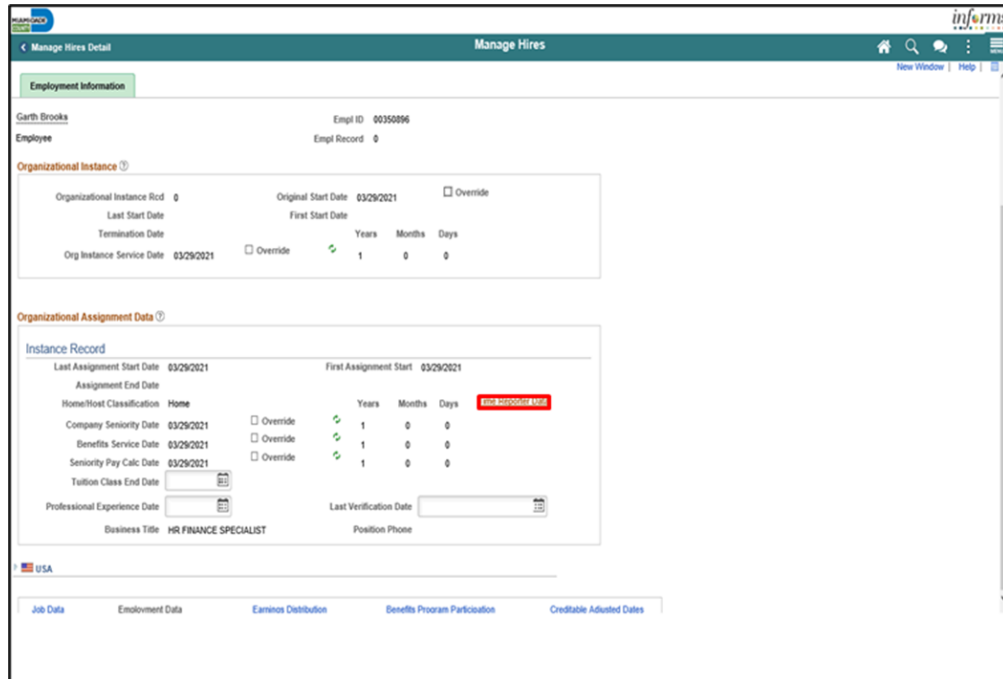 MIAMI-DADE COUNTY
informs
Manage Hires Detail
Manage Hires
New Window | Help |
Employment Information
Garth Brooks
Empl ID 00350896
Employee
Empl Record 0
Organizational Instance
Organizational Instance Rcd 0 Original Start Date 03/29/2021 Override
Last Start Date First Start Date
Termination Date Years Months Days
Org Instance Service Date 03/29/2021 Override 1 0 0
Organizational Assignment Data
Instance Record
Last Assignment Start Date 03/29/2021 First Assignment Start 03/29/2021
Assignment End Date
Home/Host Classification Home Years Months Days Time Reporter Data
Company Seniority Date 03/29/2021 Override 1 0 0
Benefits Service Date 03/29/2021 Override 1 0 0
Seniority Pay Calc Date 03/29/2021 Override 1 0 0
Tuition Class End Date
Professional Experience Date Last Verification Date
Business Title HR FINANCE SPECIALIST Position Phone
USA
Job Data Employment Data Earnings Distribution Benefits Program Participation Creditable Adjusted Dates